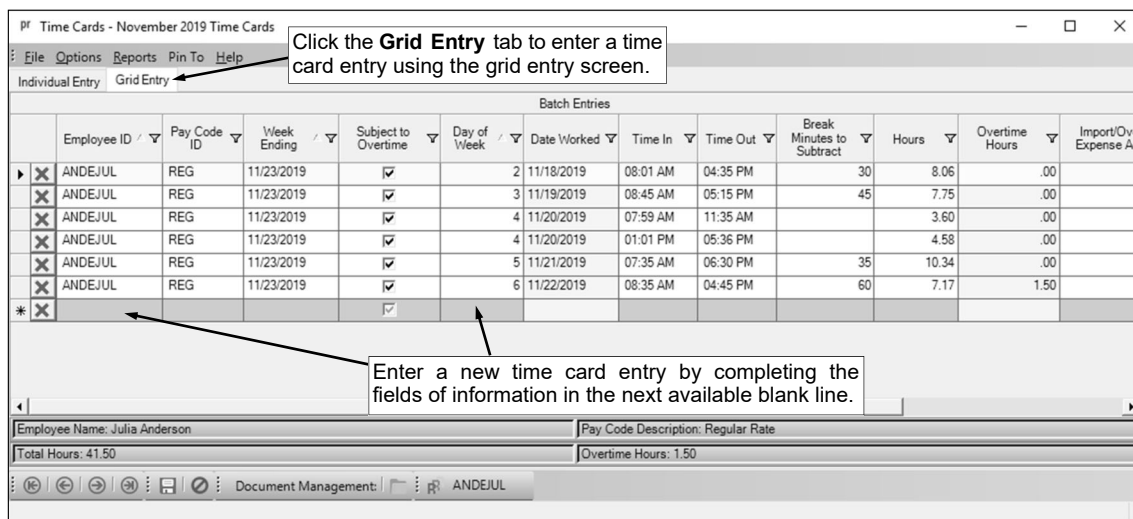 pr Time Cards - November 2019 Time Cards
File Options Reports Pin To Help
Click the Grid Entry tab to enter a time
card entry using the grid entry screen.
Individual Entry Grid Entry
Batch Entries
Employee ID Pay Code ID Week Ending Subject to Overtime Day of Week Date Worked Time In Time Out Break Minutes to Subtract Hours Overtime Hours Import/Ov Expense A
ANDEJUL REG 11/23/2019 2 11/18/2019 08:01 AM 04:35 PM 30 8.06 .00
ANDEJUL REG 11/23/2019 3 11/19/2019 08:45 AM 05:15 PM 45 7.75 .00
ANDEJUL REG 11/23/2019 4 11/20/2019 07:59 AM 11:35 AM 3.60 .00
ANDEJUL REG 11/23/2019 4 11/20/2019 01:01 PM 05:36 PM 4.58 .00
ANDEJUL REG 11/23/2019 5 11/21/2019 07:35 AM 06:30 PM 35 10.34 .00
ANDEJUL REG 11/23/2019 6 11/22/2019 08:35 AM 04:45 PM 60 7.17 1.50
Enter a new time card entry by completing the
fields of information in the next available blank line.
Employee Name: Julia Anderson Pay Code Description: Regular Rate
Total Hours: 41.50 Overtime Hours: 1.50
Document Management: pR ANDEJUL